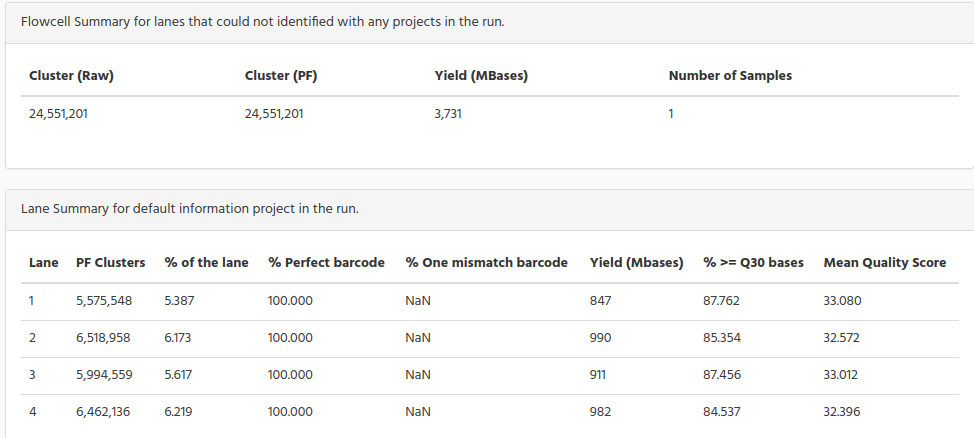 Flowcell Summary for lanes that could not identified with any projects in the run.
Cluster (Raw) Cluster (PF) Yield (MBases) Number of Samples
24,551,201 24,551,201 3,731 1
Lane Summary for default information project in the run.
Lane PF Clusters % of the lane % Perfect barcode % One mismatch barcode Yield (Mbases) % >= Q30 bases Mean Quality Score
1 5,575,548 5.387 100.000 NaN 847 87.762 33.080
2 6,518,958 6.173 100.000 NaN 990 85.354 32.572
3 5,994,559 5.617 100.000 NaN 911 87.456 33.012
4 6,462,136 6.219 100.000 NaN 982 84.537 32.396